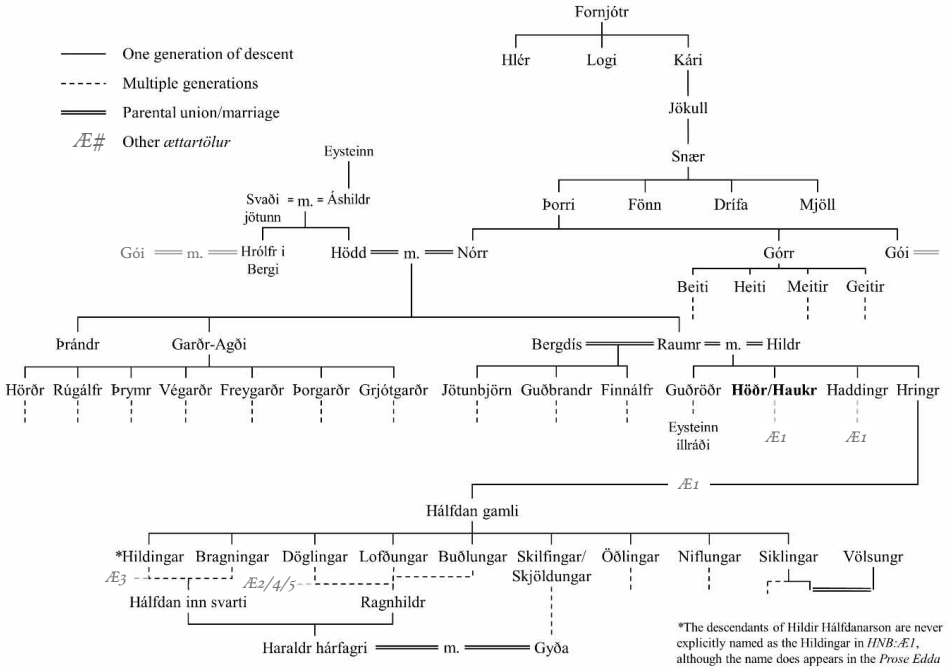 Fornjótr
One generation of descent
Hlér Logi Kári
Multiple generations
Parental union/marriage
Jökull
Æ# Other ættartölur
Eysteinn
Snær
Svaði = m. = Áshildr
jötunn
Þorri Fönn Drífa Mjöll
Gói m. Hrólfr i
Bergi
Hödd m. Nórr Górr Gói
Beiti Heiti Meitir Geitir
Þrándr Garðr-Agði Bergdís Raumr m. Hildr
Hörðr Rúgálfr Þrymr Végarðr Freygarðr Þorgarðr Grjótgarðr Jötunbjörn Guðbrandr Finnálfr Guðröðr Höðr/Haukr Haddingr Hringr
Eysteinn
illráði
Æ1 Æ1
Æ1
Hálfdan gamli
*Hildingar Bragningar Döglingar Lofðungar Buðlungar Skilfingar/
Skjöldungar
Öðlingar Niflungar Siklingar Völsungr
Æ3 Æ2/4/5
Hálfdan inn svarti Ragnhildr
Haraldr hárfagri m. Gyða
*The descendants of Hildir Hálfdanarson are never
explicitly named as the Hildingar in HNB:Æ1,
although the name does appears in the Prose Edda